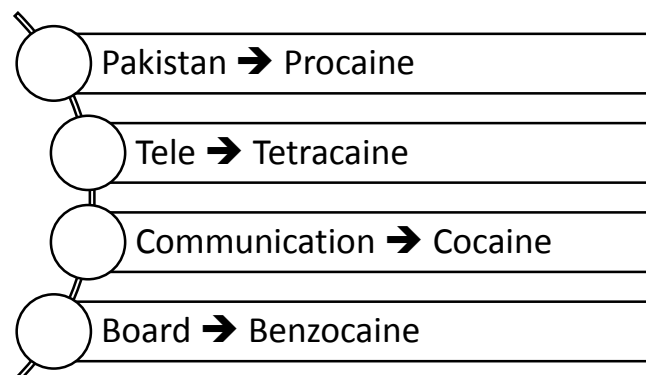 Pakistan ➔ Procaine
Tele ➔ Tetracaine
Communication ➔ Cocaine
Board ➔ Benzocaine